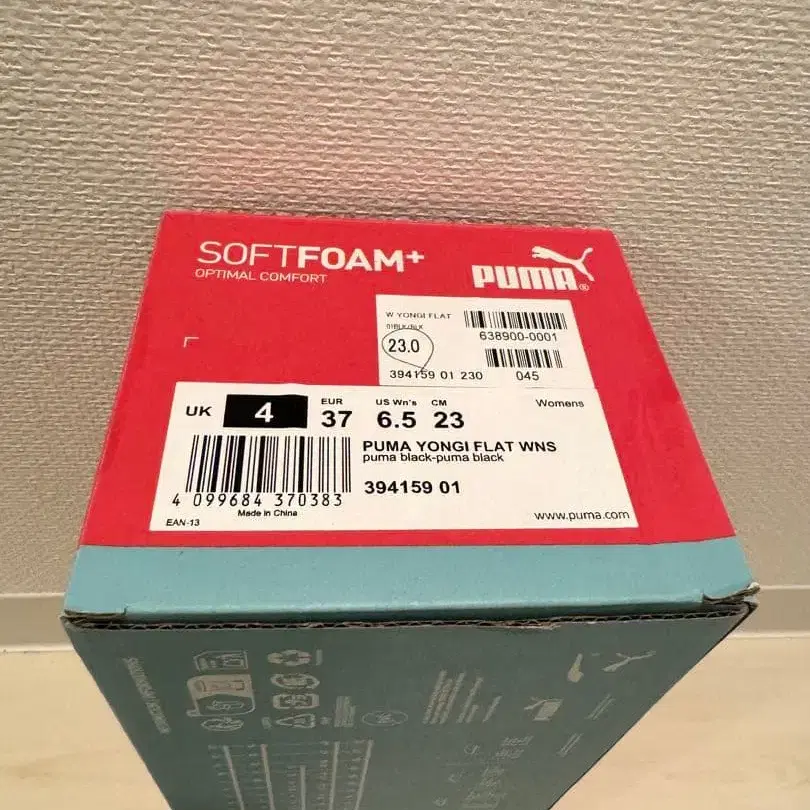 SOFTFOAM+
OPTIMAL COMFORT
PUMA®
W YONGI FLAT
01BLK/BLK
638900-0001
23.0
394159 01 230
045
UK 4 EUR 37 US Wn's 6.5 CM 23 Womens
PUMA YONGI FLAT WNS
puma black-puma black
394159 01
4 099684 370383
Made in China
EAN-13
www.puma.com